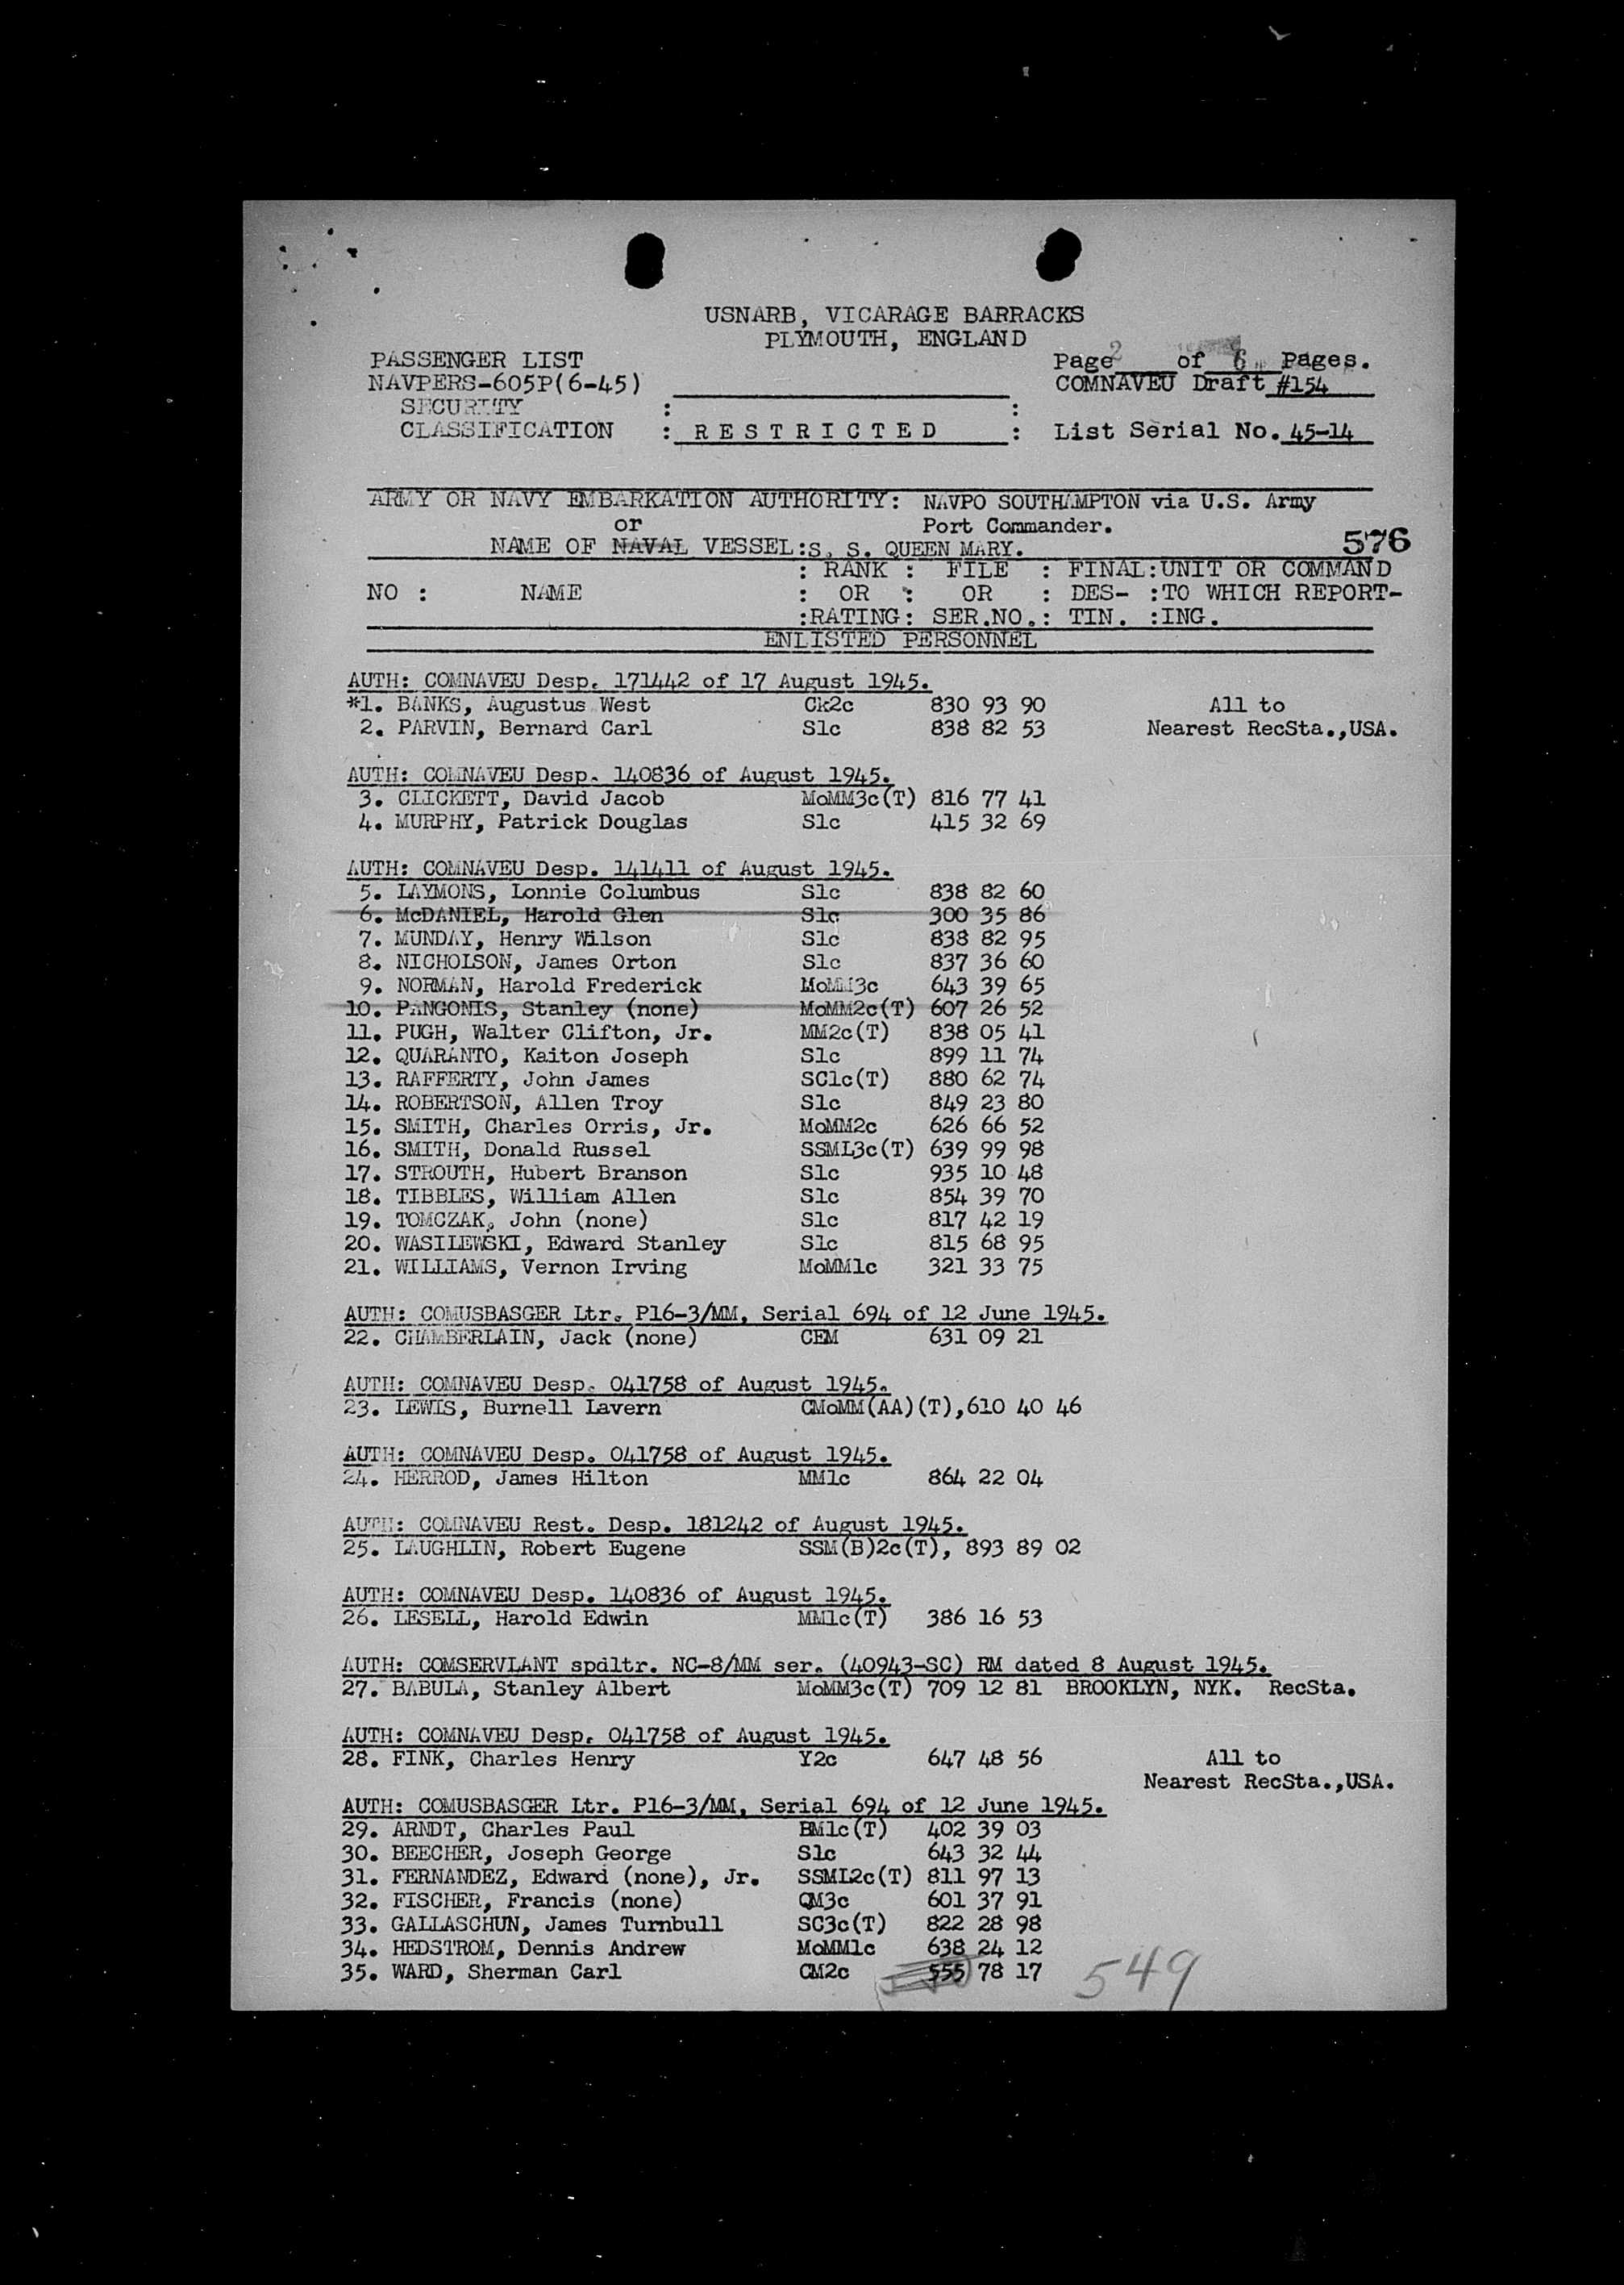 USNARB, VICARAGE BARRACKS
PLYMOUTH, ENGLAND
PASSENGER LIST Page 2 of 6 Pages.
NAVPERS-605P(6-45) COMNAVEU Draft #154
SECURITY : :
CLASSIFICATION : R E S T R I C T E D : List Serial No. 45-14
ARMY OR NAVY EMBARKATION AUTHORITY: NAVPO SOUTHAMPTON via U.S. Army
or Port Commander.
NAME OF NAVAL VESSEL:S. S. QUEEN MARY. 576
: RANK : FILE : FINAL:UNIT OR COMMAND
NO : NAME : OR : OR : DES- :TO WHICH REPORT-
:RATING: SER.NO.: TIN. :ING.
ENLISTED PERSONNEL
AUTH: COMNAVEU Desp. 171442 of 17 August 1945.
*1. BANKS, Augustus West Ck2c 830 93 90 All to
2. PARVIN, Bernard Carl S1c 838 82 53 Nearest RecSta.,USA.
AUTH: COMNAVEU Desp. 140836 of August 1945.
3. CLICKETT, David Jacob MoMM3c(T) 816 77 41
4. MURPHY, Patrick Douglas S1c 415 32 69
AUTH: COMNAVEU Desp. 141411 of August 1945.
5. LAYMONS, Lonnie Columbus S1c 838 82 60
6. McDANIEL, Harold Glen S1c 300 35 86
7. MUNDAY, Henry Wilson S1c 838 82 95
8. NICHOLSON, James Orton S1c 837 36 60
9. NORMAN, Harold Frederick MoMM3c 643 39 65
10. PANGONIS, Stanley (none) MoMM2c(T) 607 26 52
11. PUGH, Walter Clifton, Jr. MM2c(T) 838 05 41
12. QUARANTO, Kaiton Joseph S1c 899 11 74
13. RAFFERTY, John James SC1c(T) 880 62 74
14. ROBERTSON, Allen Troy S1c 849 23 80
15. SMITH, Charles Orris, Jr. MoMM2c 626 66 52
16. SMITH, Donald Russel SSML3c(T) 639 99 98
17. STROUTH, Hubert Branson S1c 935 10 48
18. TIBBLES, William Allen S1c 854 39 70
19. TOMCZAK, John (none) S1c 817 42 19
20. WASILEWSKI, Edward Stanley S1c 815 68 95
21. WILLIAMS, Vernon Irving MoMM1c 321 33 75
AUTH: COMUSBASGER Ltr. P16-3/MM, Serial 694 of 12 June 1945.
22. CHAMBERLAIN, Jack (none) CEM 631 09 21
AUTH: COMNAVEU Desp. 041758 of August 1945.
23. LEWIS, Burnell Lavern CMoMM(AA)(T),610 40 46
AUTH: COMNAVEU Desp. 041758 of August 1945.
24. HERROD, James Hilton MM1c 864 22 04
AUTH: COMNAVEU Rest. Desp. 181242 of August 1945.
25. LAUGHLIN, Robert Eugene SSM(B)2c(T), 893 89 02
AUTH: COMNAVEU Desp. 140836 of August 1945.
26. LESELL, Harold Edwin MM1c(T) 386 16 53
AUTH: COMSERVLANT spdltr. NC-8/MM ser. (40943-SC) RM dated 8 August 1945.
27. BABULA, Stanley Albert MoMM3c(T) 709 12 81 BROOKLYN, NYK. RecSta.
AUTH: COMNAVEU Desp. 041758 of August 1945.
28. FINK, Charles Henry Y2c 647 48 56 All to
Nearest RecSta.,USA.
AUTH: COMUSBASGER Ltr. P16-3/MM, Serial 694 of 12 June 1945.
29. ARNDT, Charles Paul BM1c(T) 402 39 03
30. BEECHER, Joseph George S1c 643 32 44
31. FERNANDEZ, Edward (none), Jr. SSML2c(T) 811 97 13
32. FISCHER, Francis (none) QM3c 601 37 91
33. GALLASCHUN, James Turnbull SC3c(T) 822 28 98
34. HEDSTROM, Dennis Andrew MoMM1c 638 24 12
35. WARD, Sherman Carl CM2c 555 78 17 549